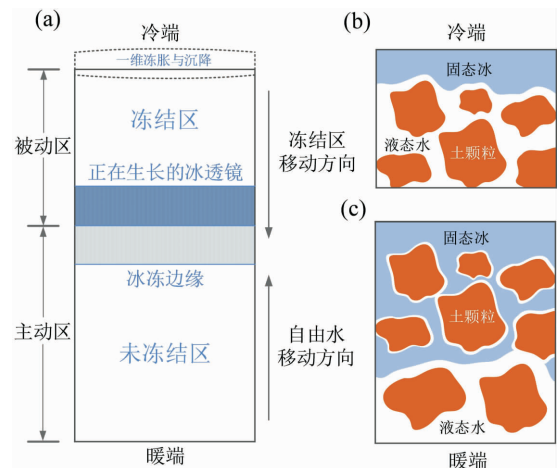 (a)
冷端
一维冻胀与沉降
冻结区
正在生长的冰透镜
冰冻边缘
未冻结区
暖端
被动区
主动区
冻结区
移动方向
自由水
移动方向
(b)
冷端
固态冰
液态水
土颗粒
(c)
固态冰
土颗粒
液态水
暖端